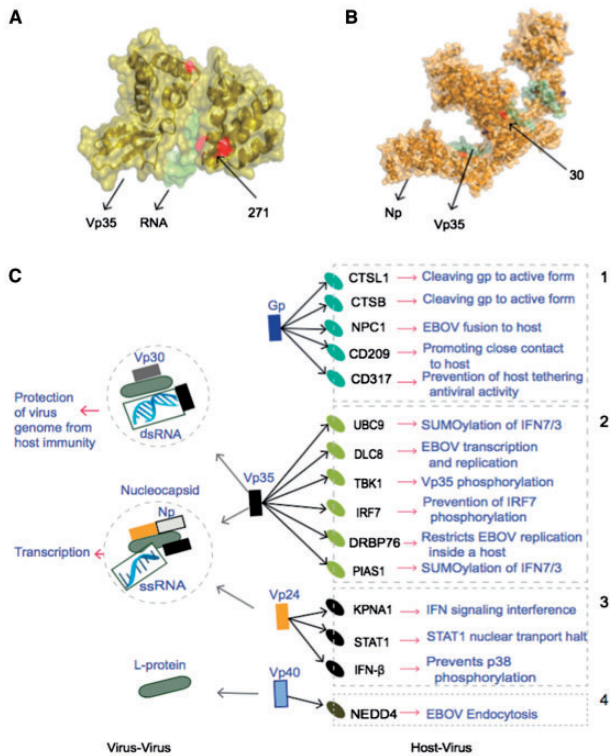 A
B
Vp35
RNA
271
Np
Vp35
30
C
1
CTSL1
Cleaving gp to active form
CTSB
Cleaving gp to active form
Gp
NPC1
EBOV fusion to host
CD209
Promoting close contact
to host
CD317
Prevention of host tethering
antiviral activity
Vp30
dsRNA
Protection
of virus
genome from
host immunity
2
UBC9
SUMOylation of IFN7/3
DLC8
EBOV transcription
and replication
Vp35
TBK1
Vp35 phosphorylation
IRF7
Prevention of IRF7
phosphorylation
DRBP76
Restricts EBOV replication
inside a host
PIAS1
SUMOylation of IFN7/3
Nucleocapsid
Np
ssRNA
Transcription
3
Vp24
KPNA1
IFN signaling interference
STAT1
STAT1 nuclear tranport halt
IFN-β
Prevents p38
phosphorylation
L-protein
Vp40
4
NEDD4
EBOV Endocytosis
Virus-Virus
Host-Virus